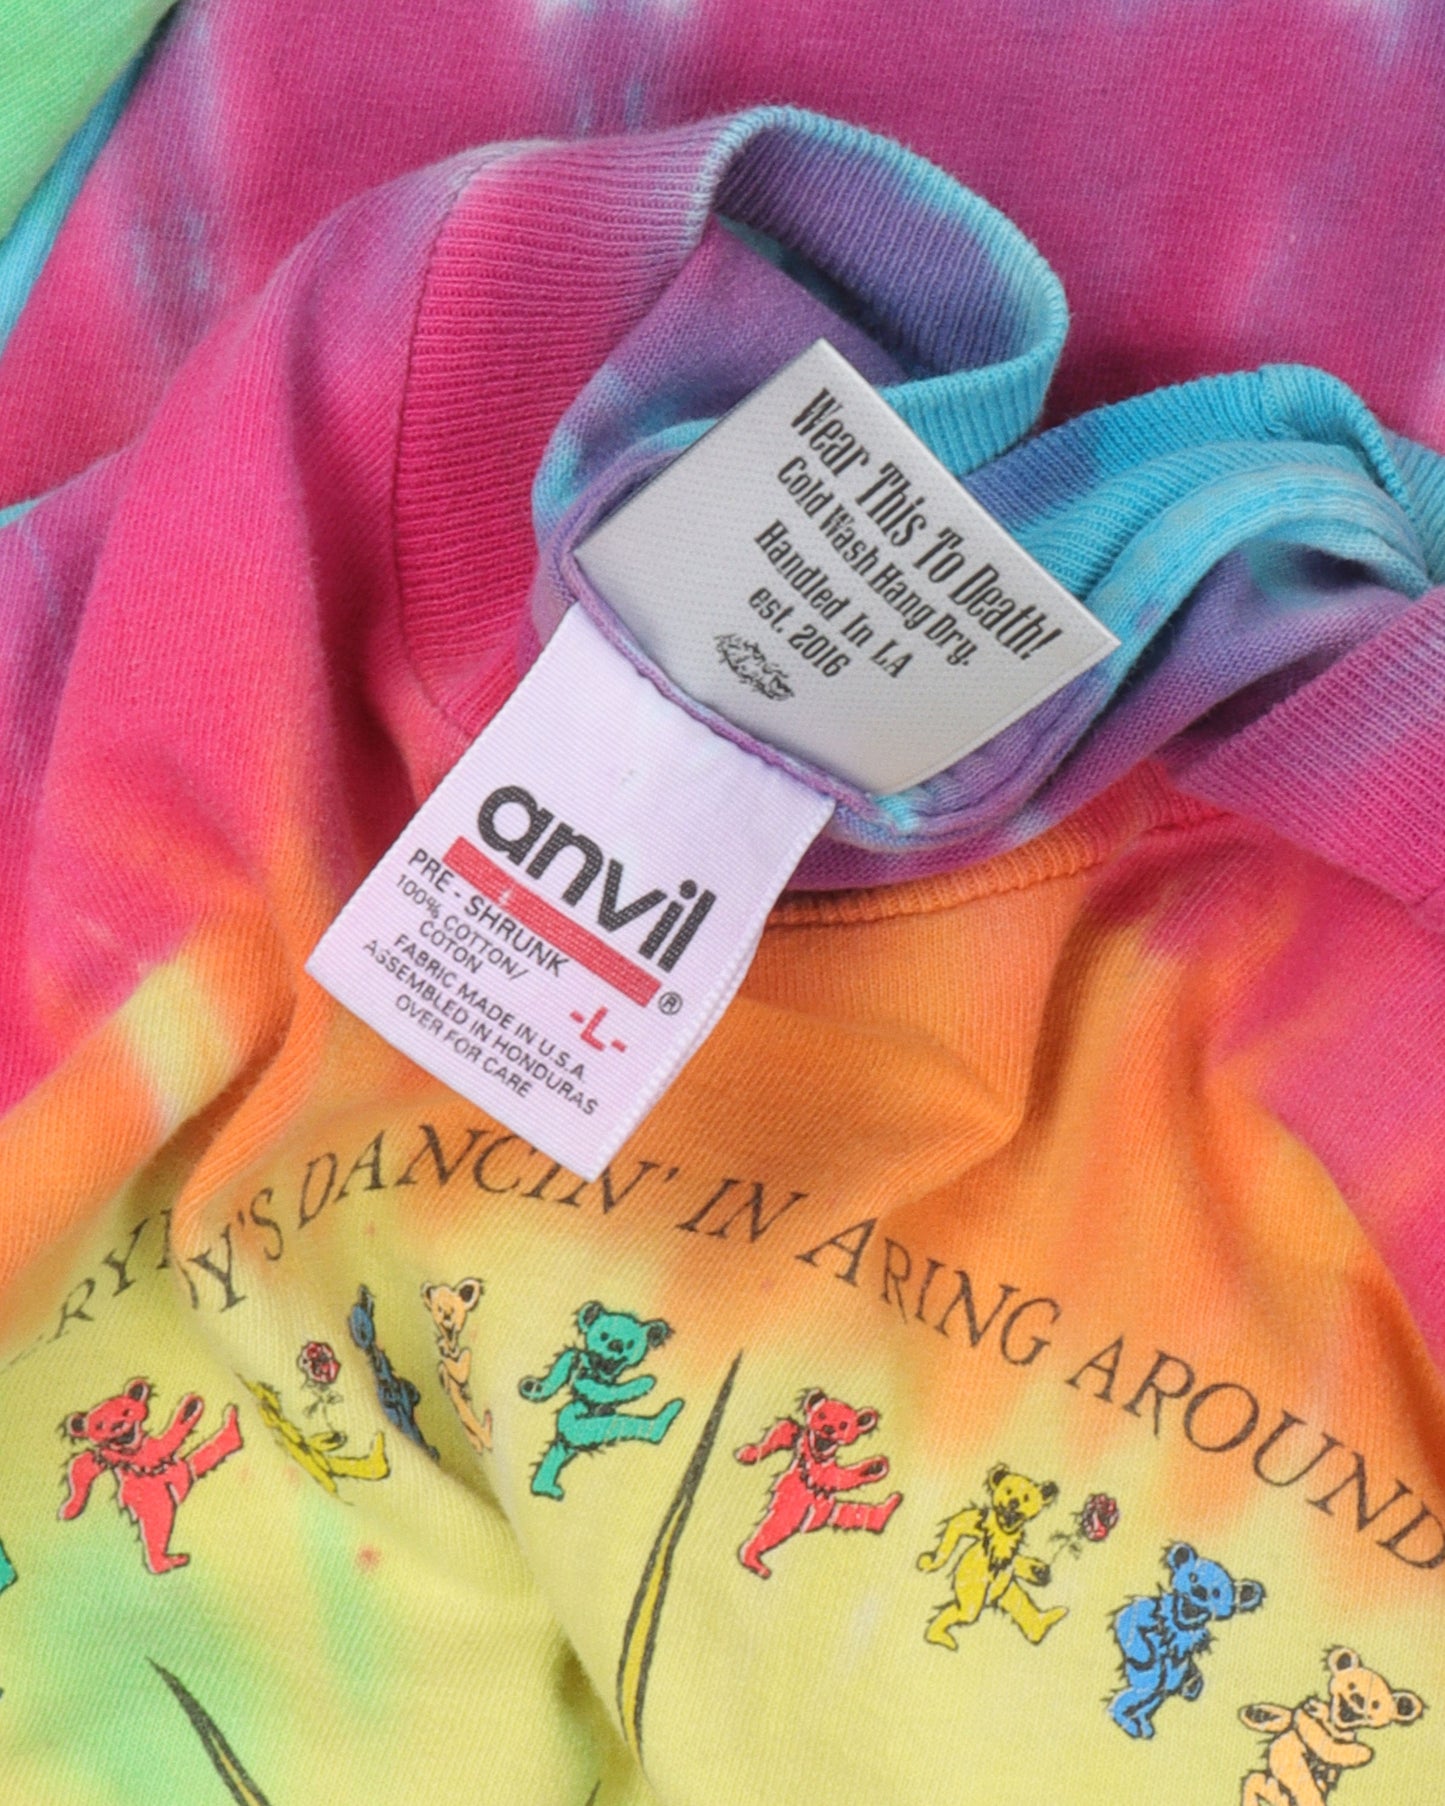 Wear This To Death!
Cold Wash Hang Dry.
Handled In LA
est. 2016
anvil®
PRE-SHRUNK
100% COTTON/
COTON
-L-
FABRIC MADE IN U.S.A
ASSEMBLED IN HONDURAS
OVER FOR CARE
RYB Y'S DANCIN' IN A RING AROUND